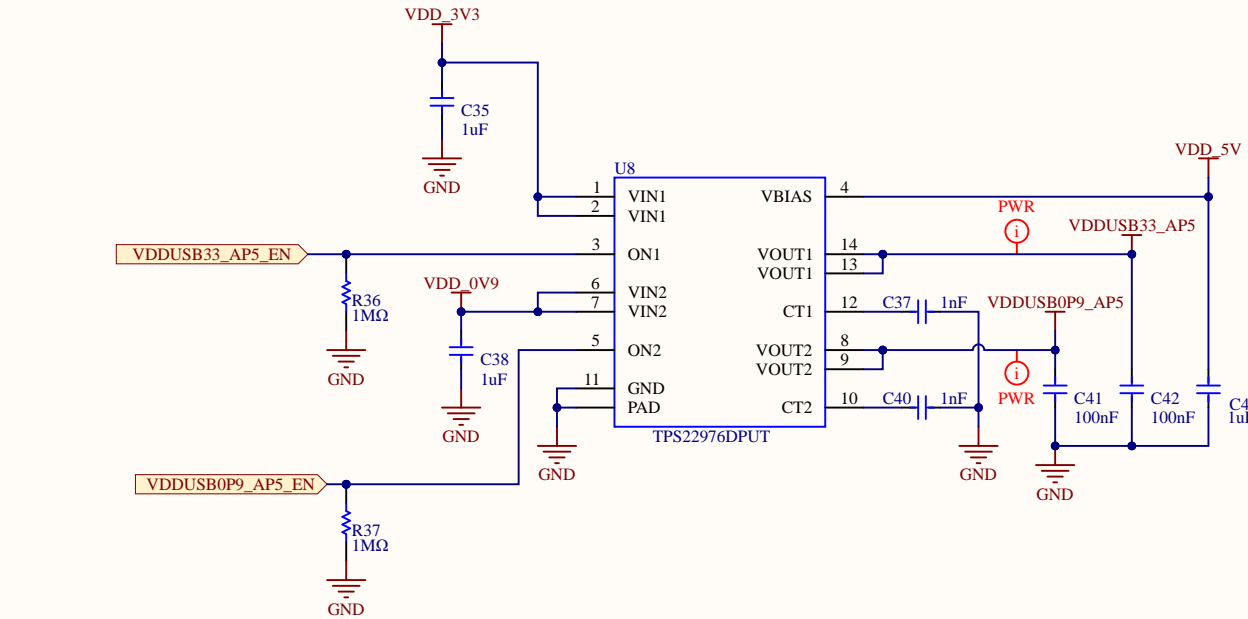 VDD_3V3
C35
1uF
GND
U8
VDD_5V
1
VIN1
VBIAS
4
2
VIN1
PWR
i
VDDUSB33_AP5
VDDUSB33_AP5_EN
3
ON1
VOUT1
14
VOUT1
13
VDD_0V9
6
VIN2
R36
1MΩ
7
VIN2
CT1
12
C37
1nF
VDDUSB0P9_AP5
5
ON2
VOUT2
8
C38
1uF
VOUT2
9
i
GND
11
GND
PWR
PAD
CT2
10
C40
1nF
C41
100nF
C42
100nF
GND
TPS22976DPUT
GND
GND
GND
VDDUSB0P9_AP5_EN
R37
1MΩ
GND